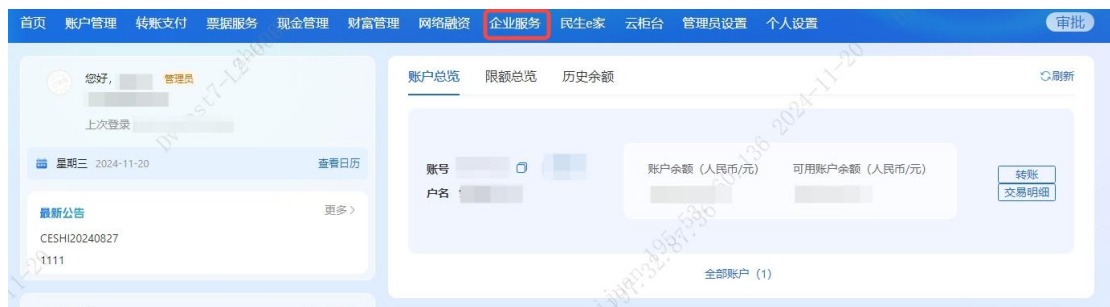 首页 账户管理 转账支付 票据服务 现金管理 财富管理 网络融资 企业服务 民生e家 云柜台 管理员设置 个人设置 审批
您好, 管理员
上次登录
星期三 2024-11-20 查看日历
最新公告 更多>
CESHI20240827
1111
账户总览 限额总览 历史余额 刷新
账号 账户余额（人民币/元） 可用账户余额（人民币/元） 转账
户名 交易明细
全部账户（1）